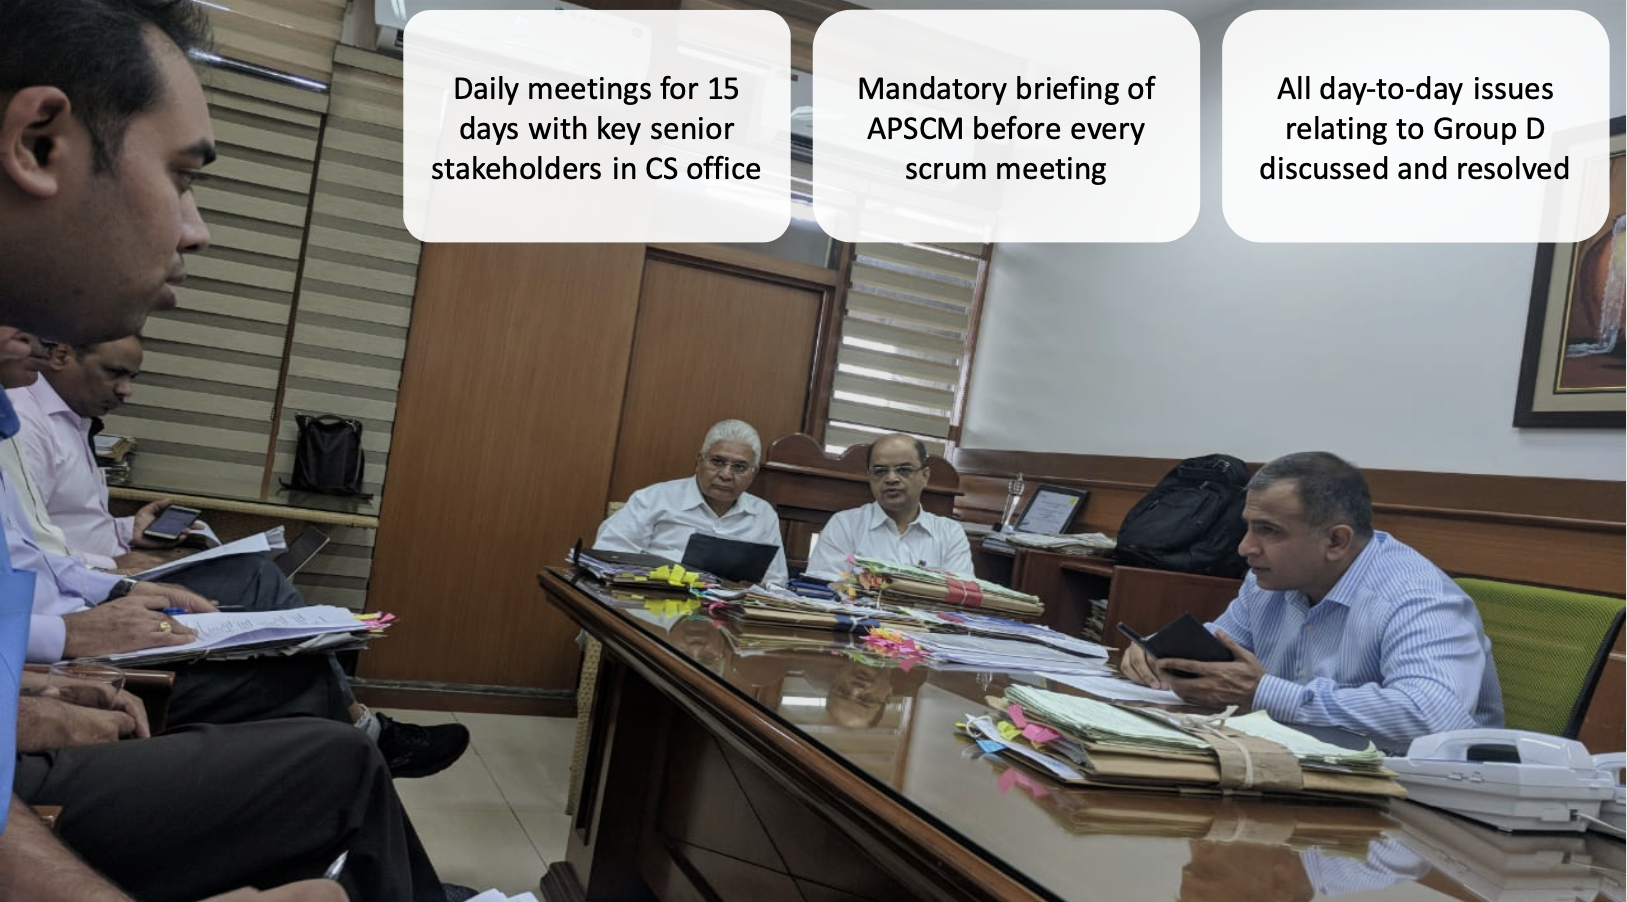 Daily meetings for 15
days with key senior
stakeholders in CS office
Mandatory briefing of
APSCM before every
scrum meeting
All day-to-day issues
relating to Group D
discussed and resolved